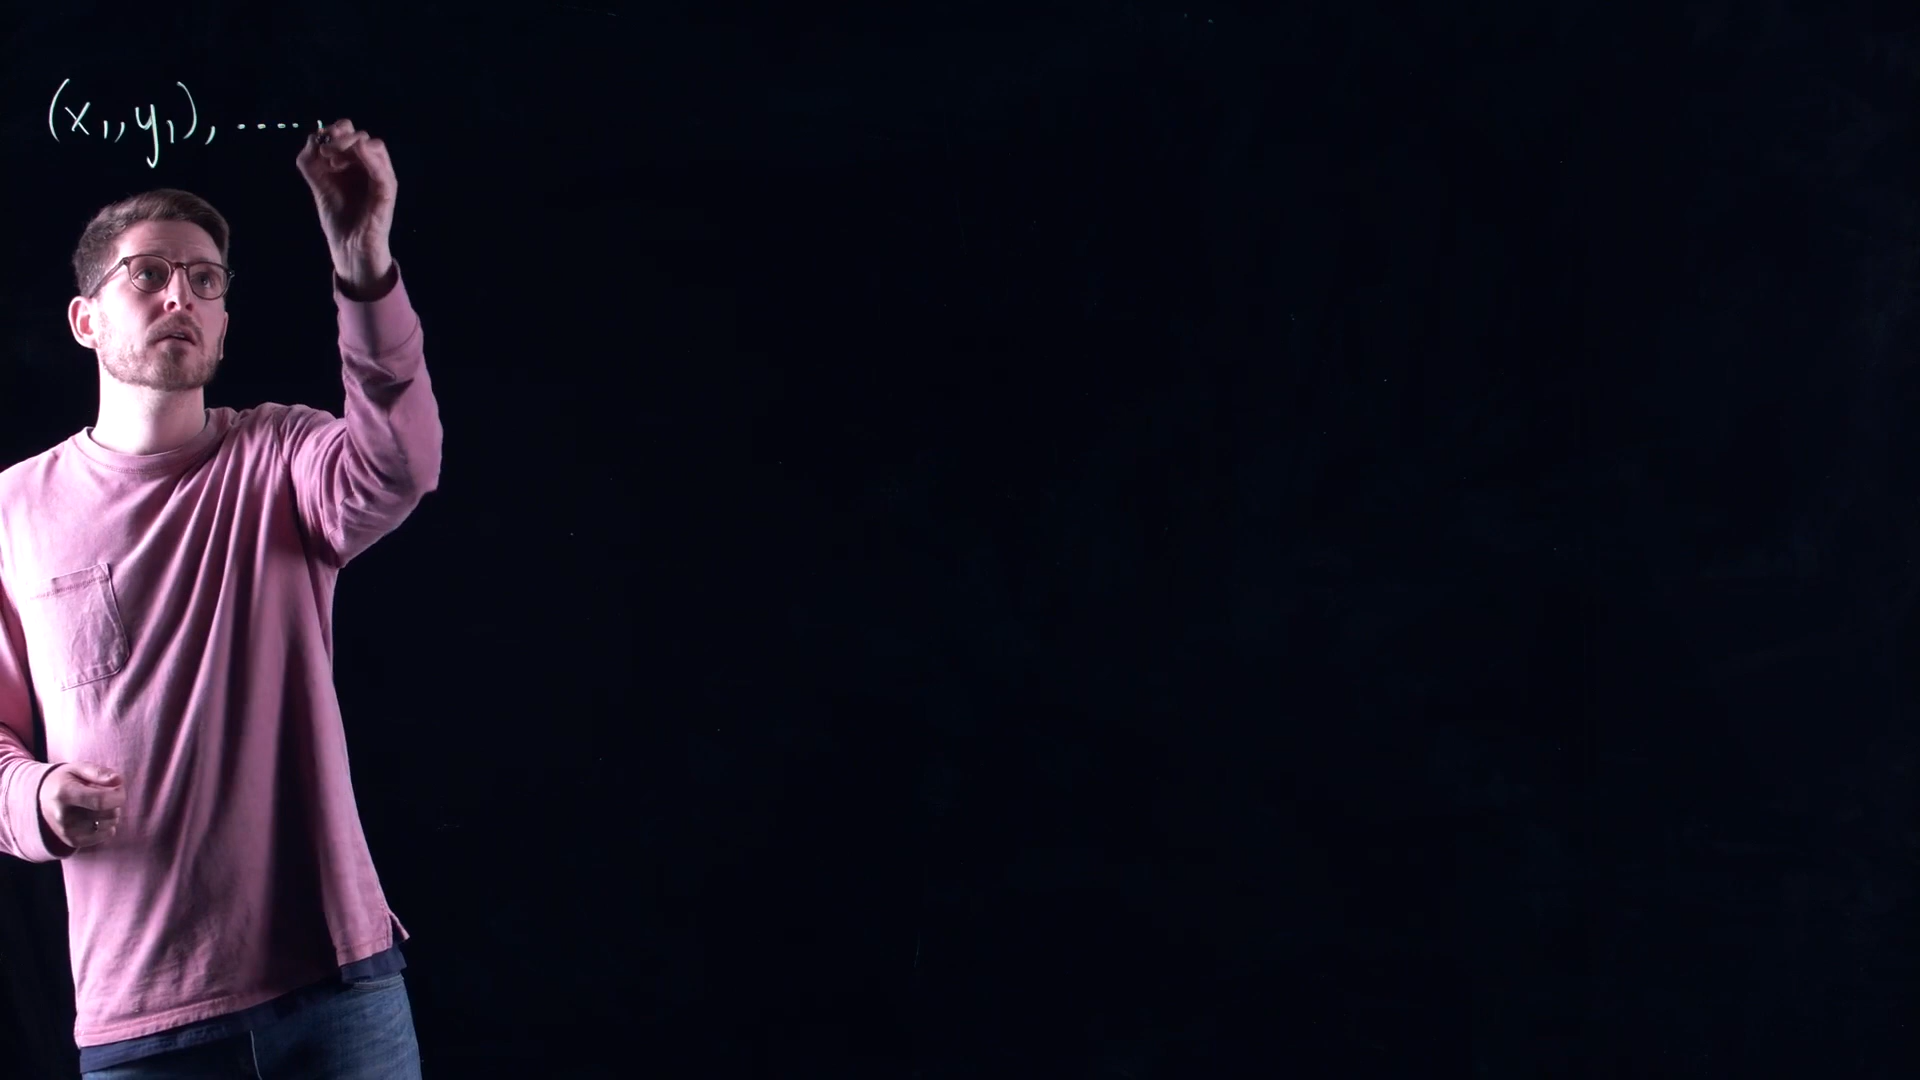 (x₁,y₁), .....,